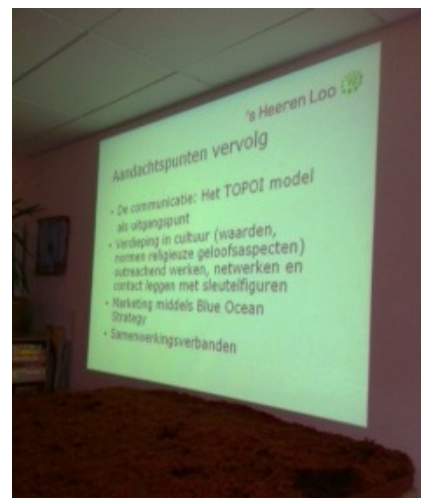 's Heeren Loo
Aandachtspunten vervolg
• De communicatie: Het TOPOI model
als uitgangspunt
• Verdieping in cultuur (waarden,
normen religieuze geloofsaspecten)
outreachend werken, netwerken en
contact leggen met sleutelfiguren
• Marketing middels Blue Ocean
Strategy
• Samenwerkingsverbanden